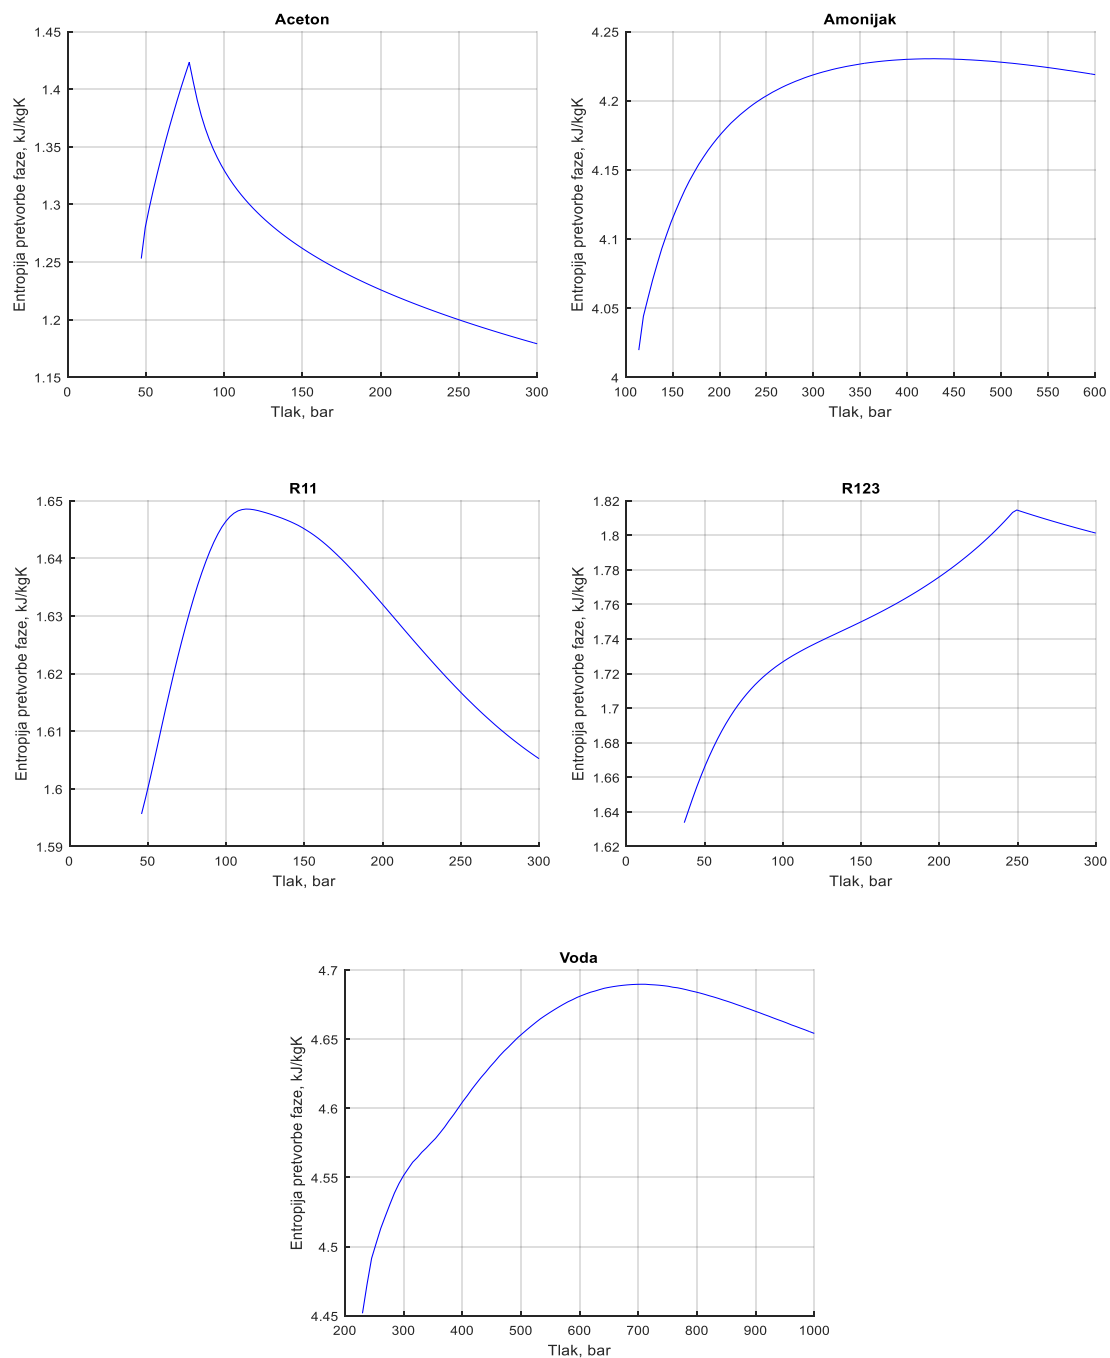 Aceton
Entropija pretvorbe faze, kJ/kgK
1.45
1.4
1.35
1.3
1.25
1.2
1.15
0 50 100 150 200 250 300
Tlak, bar
Amonijak
Entropija pretvorbe faze, kJ/kgK
4.25
4.2
4.15
4.1
4.05
4
100 150 200 250 300 350 400 450 500 550 600
Tlak, bar
R11
Entropija pretvorbe faze, kJ/kgK
1.65
1.64
1.63
1.62
1.61
1.6
1.59
0 50 100 150 200 250 300
Tlak, bar
R123
Entropija pretvorbe faze, kJ/kgK
1.82
1.8
1.78
1.76
1.74
1.72
1.7
1.68
1.66
1.64
1.62
0 50 100 150 200 250 300
Tlak, bar
Voda
Entropija pretvorbe faze, kJ/kgK
4.7
4.65
4.6
4.55
4.5
4.45
200 300 400 500 600 700 800 900 1000
Tlak, bar